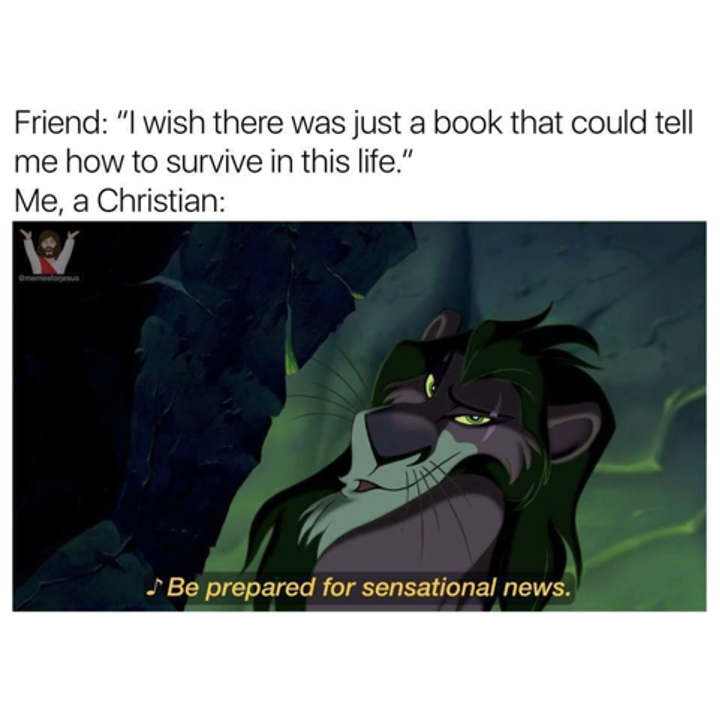 Friend: “I wish there was just a book that could tell
me how to survive in this life.”
Me, a Christian:
@memesforjesus
♪ Be prepared for sensational news.